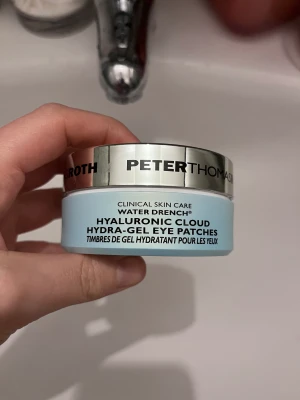 ROTH PETERTHOMA
CLINICAL SKIN CARE
WATER DRENCH®
HYALURONIC CLOUD
HYDRA-GEL EYE PATCHES
TIMBRES DE GEL HYDRATANT POUR LES YEUX